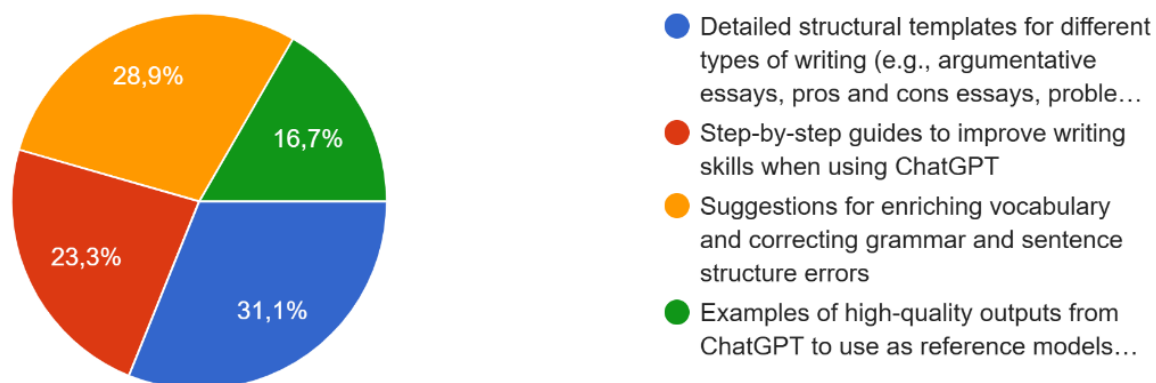 28,9%
16,7%
23,3%
31,1%
Detailed structural templates for different
types of writing (e.g., argumentative
essays, pros and cons essays, proble…
Step-by-step guides to improve writing
skills when using ChatGPT
Suggestions for enriching vocabulary
and correcting grammar and sentence
structure errors
Examples of high-quality outputs from
ChatGPT to use as reference models…